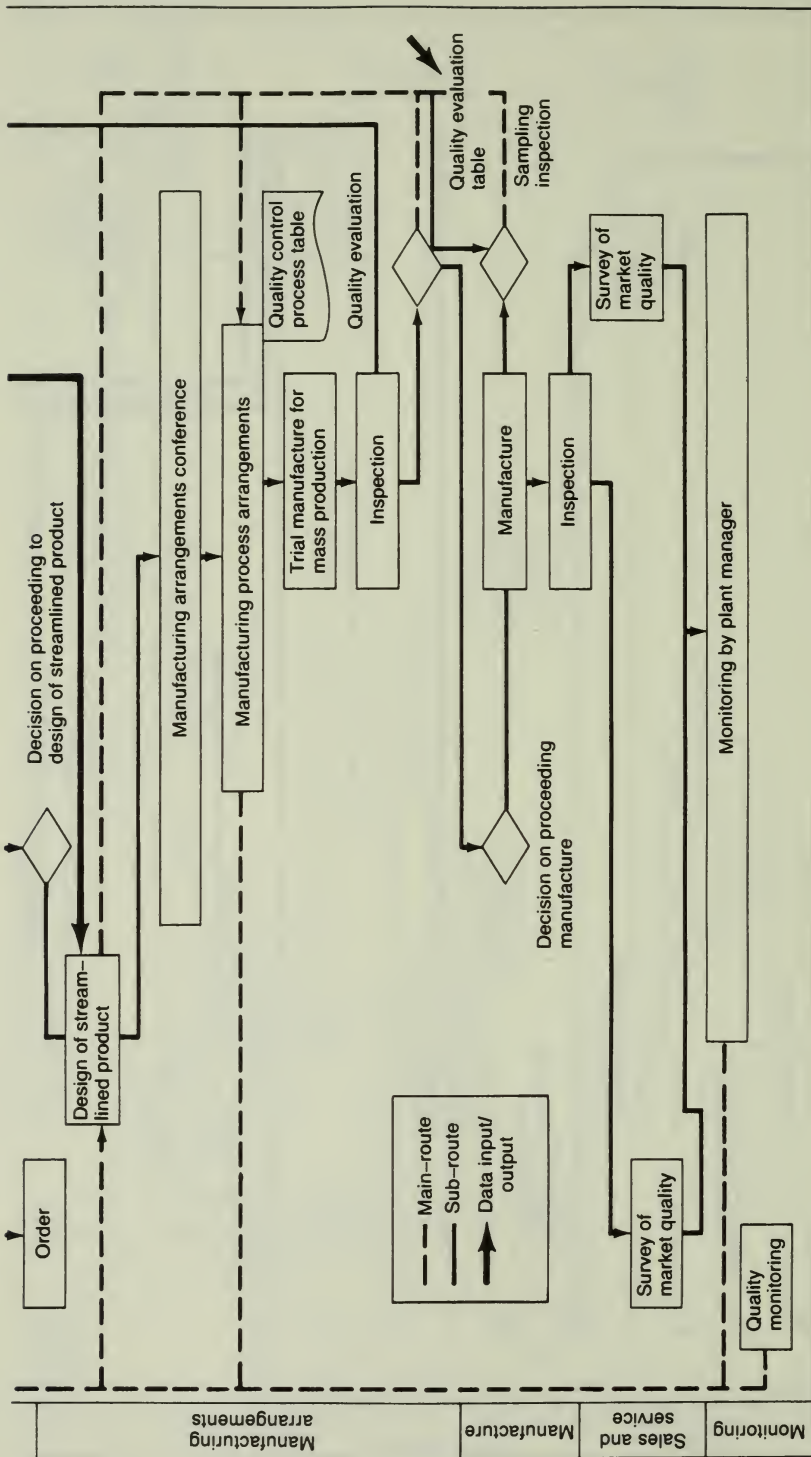 Order
Decision on proceeding to
design of streamlined product
Design of stream-
lined product
Manufacturing arrangements conference
Manufacturing process arrangements
Quality control
process table
Trial manufacture for
mass production
Inspection
Quality evaluation
Quality evaluation
table
Sampling
inspection
Decision on proceeding
manufacture
Manufacture
Inspection
Main-route
Sub-route
Data input/
output
Survey of
market quality
Survey of
market
quality
Monitoring by plant manager
Quality
monitoring
Manufacturing
arrangements
Manufacture
Sales and
service
Monitoring